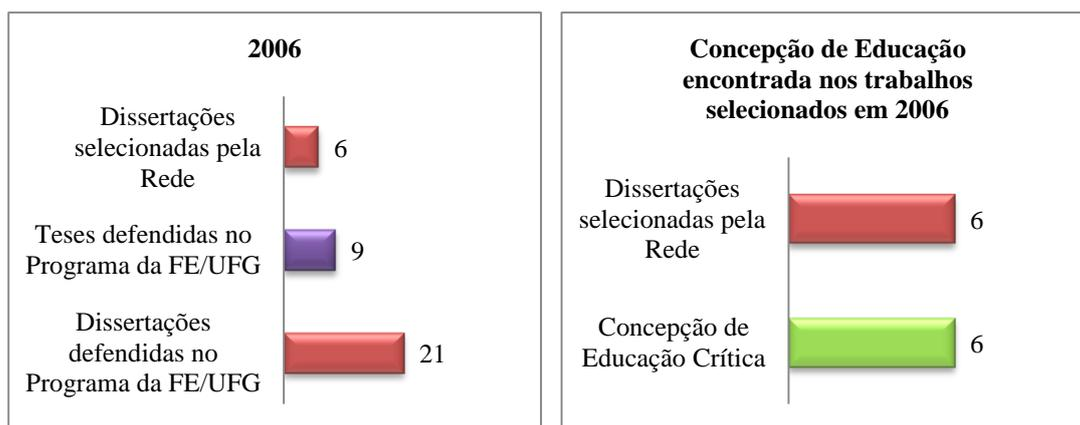 2006
Dissertações
selecionadas pela
Rede
6
Teses defendidas no
Programa da FE/UFG
9
Dissertações
defendidas no
Programa da FE/UFG
21
Concepção de Educação
encontrada nos trabalhos
selecionados em 2006
Dissertações
selecionadas pela
Rede
6
Concepção de
Educação Crítica
6